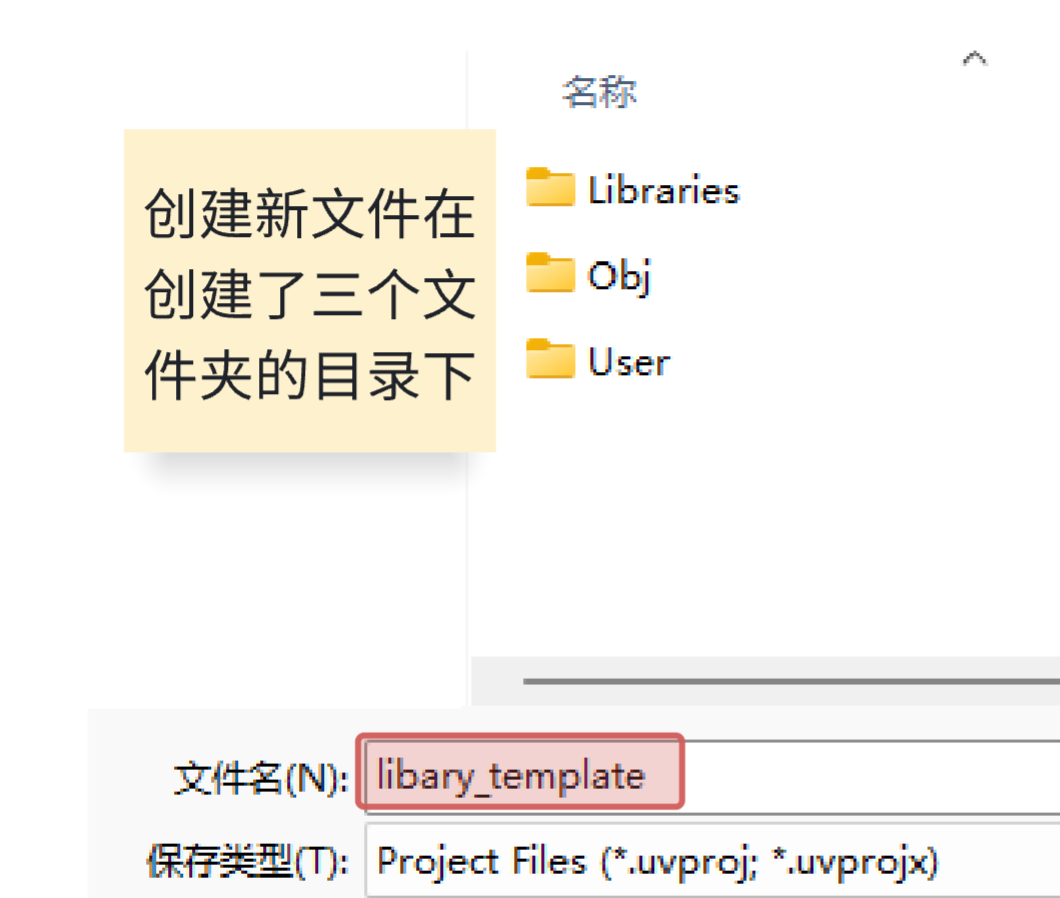 名称
创建新文件在
创建了三个文
件夹的目录下
Libraries
Obj
User
文件名(N): libary_template
保存类型(T): Project Files (*.uvproj; *.uvprojx)